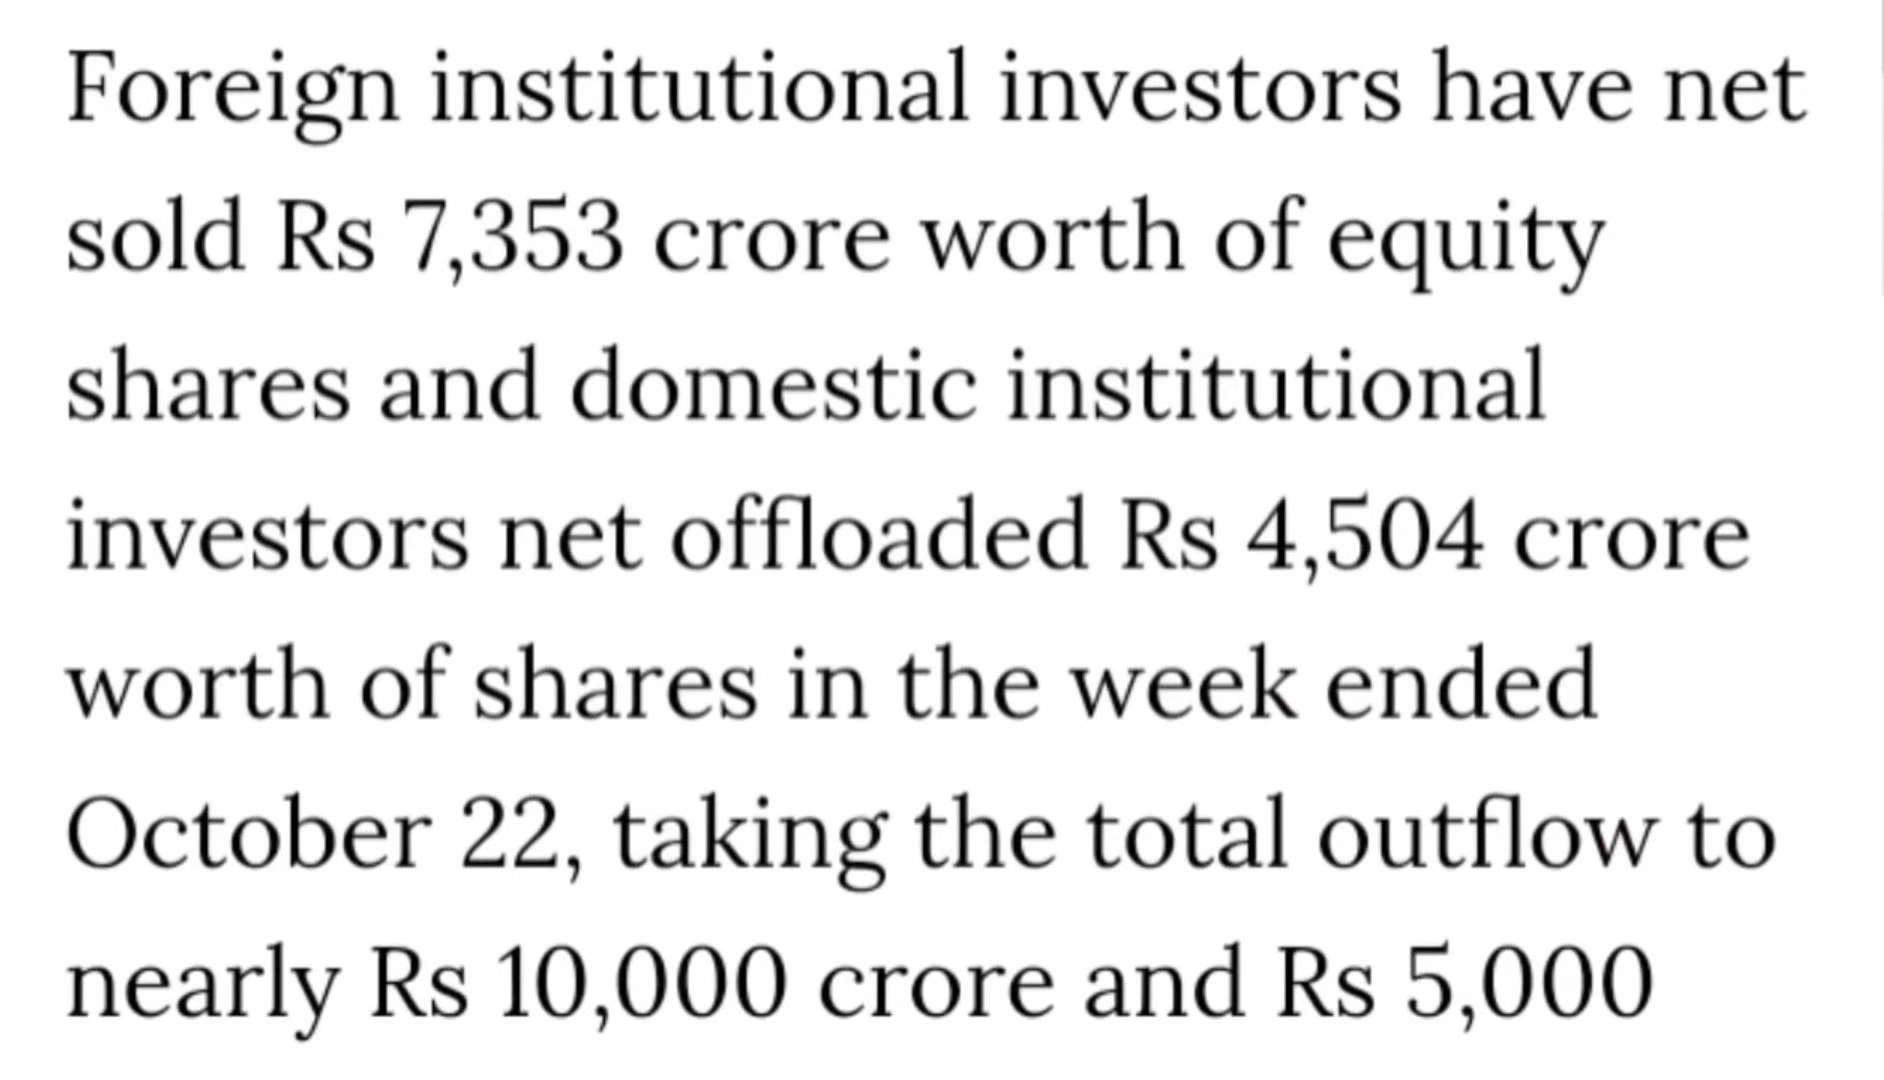 Foreign institutional investors have net
sold Rs 7,353 crore worth of equity
shares and domestic institutional
investors net offloaded Rs 4,504 crore
worth of shares in the week ended
October 22, taking the total outflow to
nearly Rs 10,000 crore and Rs 5,000